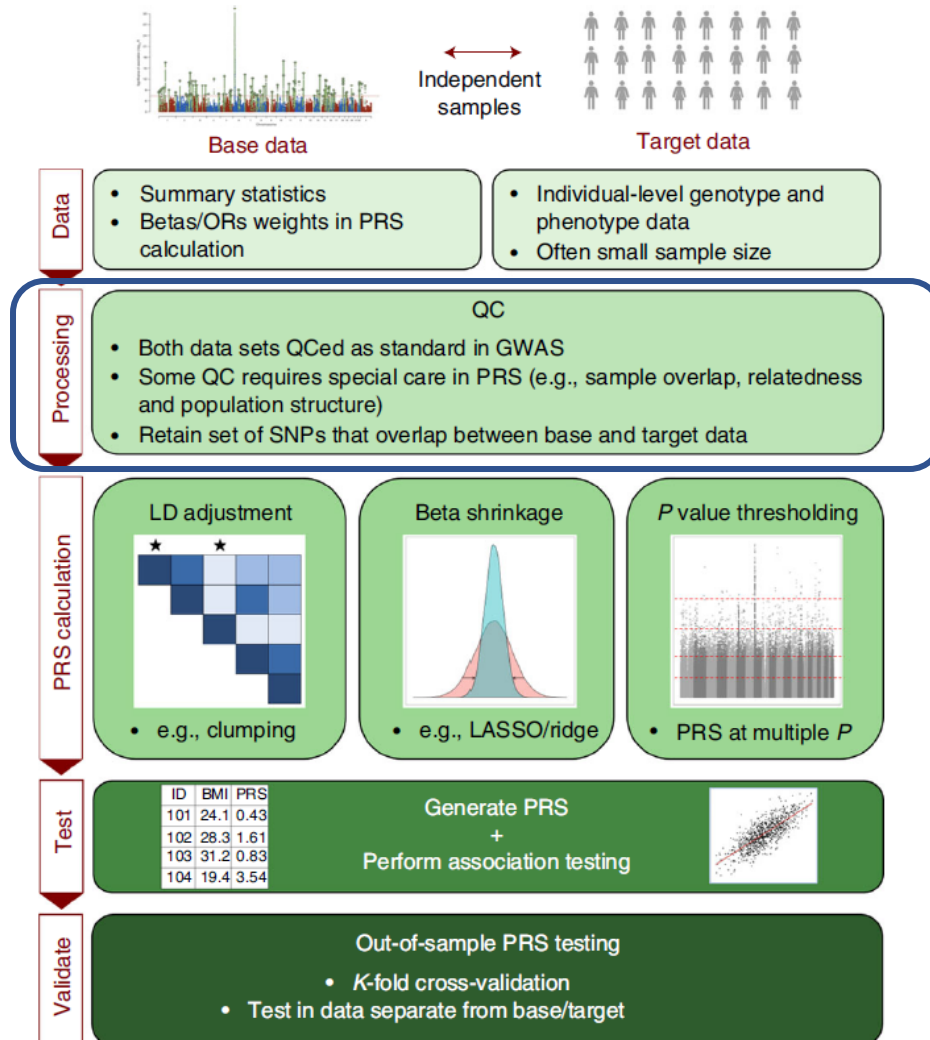 Independent
samples
Base data
Target data
Data
• Summary statistics
• Betas/ORs weights in PRS
calculation
• Individual-level genotype and
phenotype data
• Often small sample size
Processing
QC
• Both data sets QCed as standard in GWAS
• Some QC requires special care in PRS (e.g., sample overlap, relatedness
and population structure)
• Retain set of SNPs that overlap between base and target data
PRS calculation
LD adjustment
• e.g., clumping
Beta shrinkage
• e.g., LASSO/ridge
P value thresholding
• PRS at multiple P
Test
ID BMI PRS
101 24.1 0.43
102 28.3 1.61
103 31.2 0.83
104 19.4 3.54
Generate PRS
+
Perform association testing
Validate
Out-of-sample PRS testing
• K-fold cross-validation
• Test in data separate from base/target